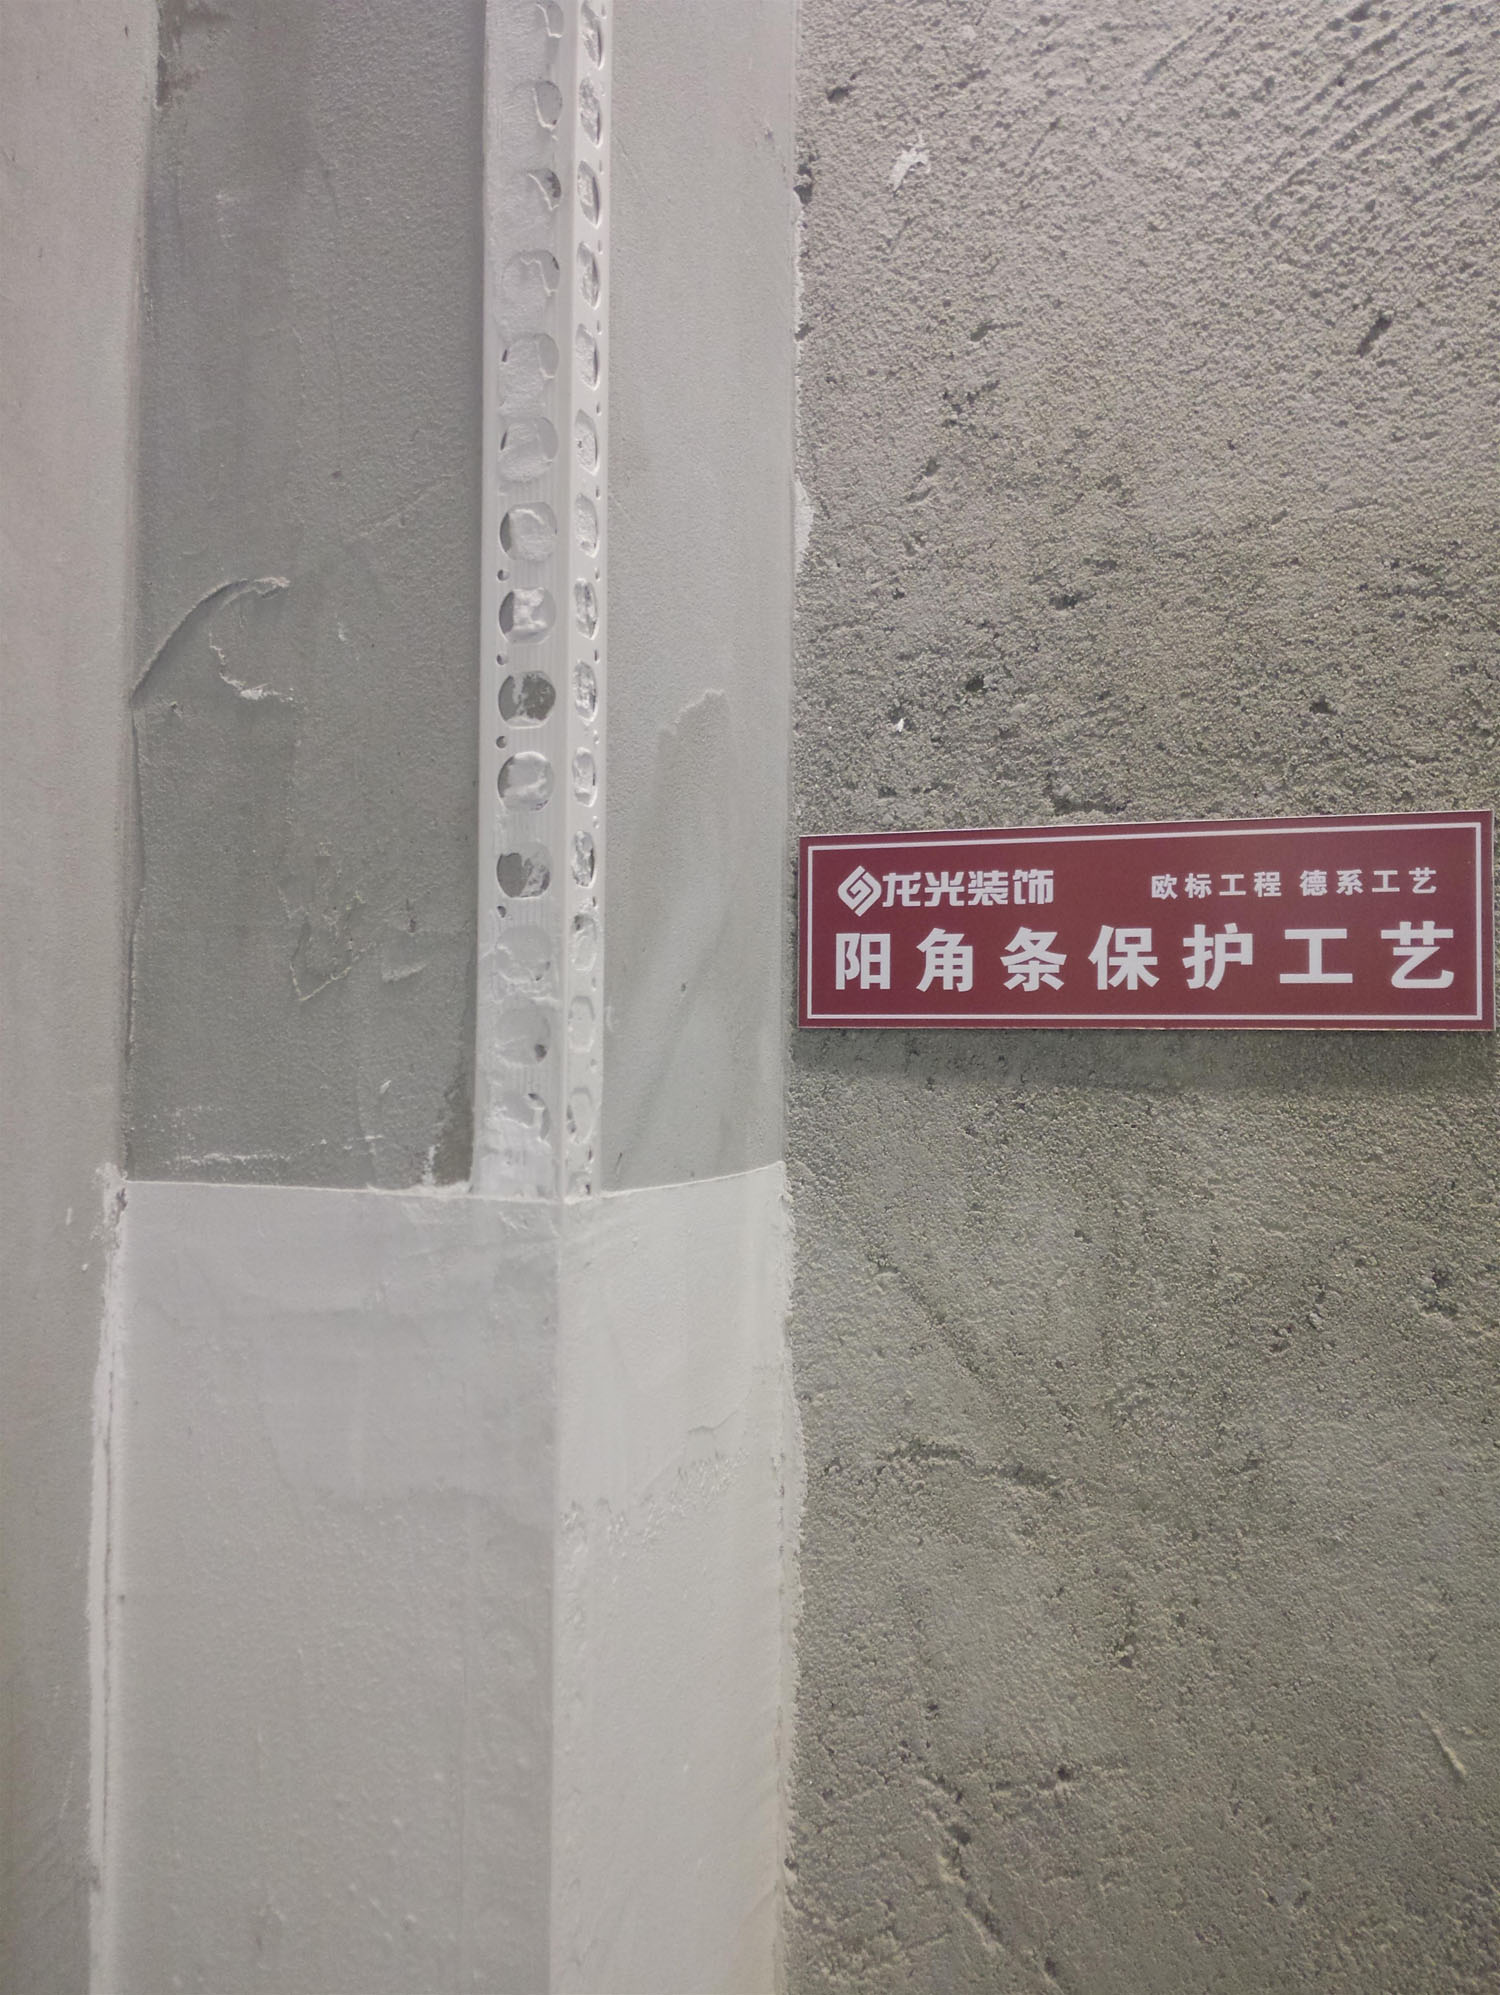 龙光装饰 欧标工程 德系工艺
阳角条保护工艺